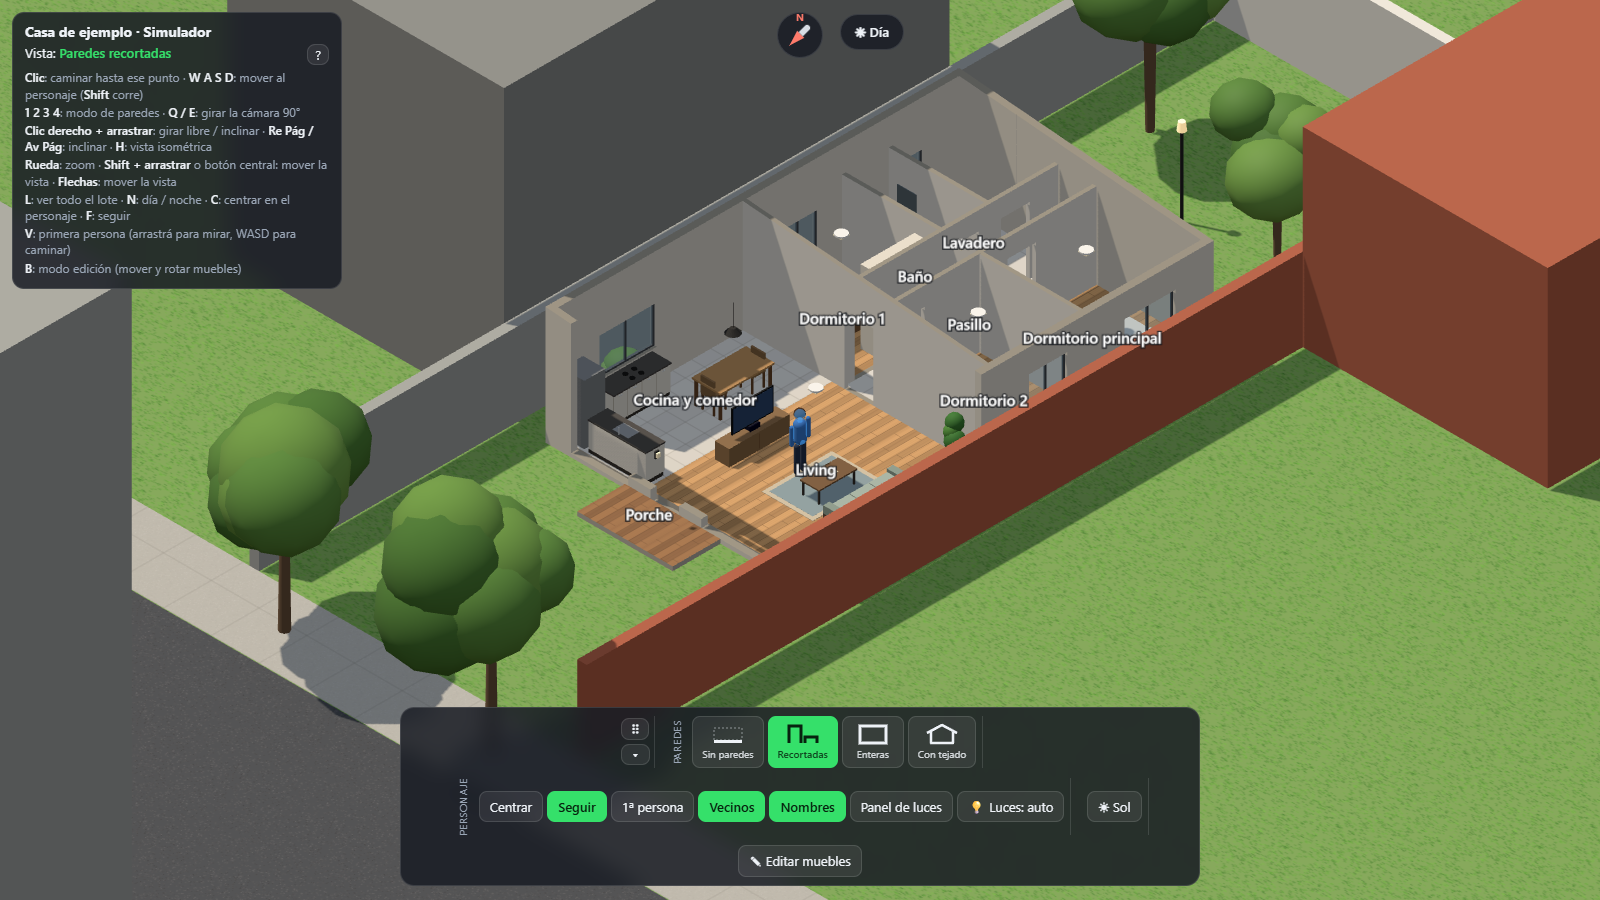 Casa de ejemplo · Simulador
Vista: Paredes recortadas
?
Clic: caminar hasta ese punto · W A S D: mover al
personaje (Shift corre)
1 2 3 4: modo de paredes · Q / E: girar la cámara 90°
Clic derecho + arrastrar: girar libre / inclinar · Re Pág /
Av Pág: inclinar · H: vista isométrica
Rueda: zoom · Shift + arrastrar o botón central: mover la
vista · Flechas: mover la vista
L: ver todo el lote · N: día / noche · C: centrar en el
personaje · F: seguir
V: primera persona (arrastrá para mirar, WASD para
caminar)
B: modo edición (mover y rotar muebles)
N
Día
Lavadero
Baño
Dormitorio 1
Pasillo
Dormitorio principal
Cocina y comedor
Dormitorio 2
Living
Porche
PAREDES
Sin paredes
Recortadas
Enteras
Con tejado
PERSONAJE
Centrar
Seguir
1ª persona
Vecinos
Nombres
Panel de luces
Luces: auto
Sol
Editar muebles